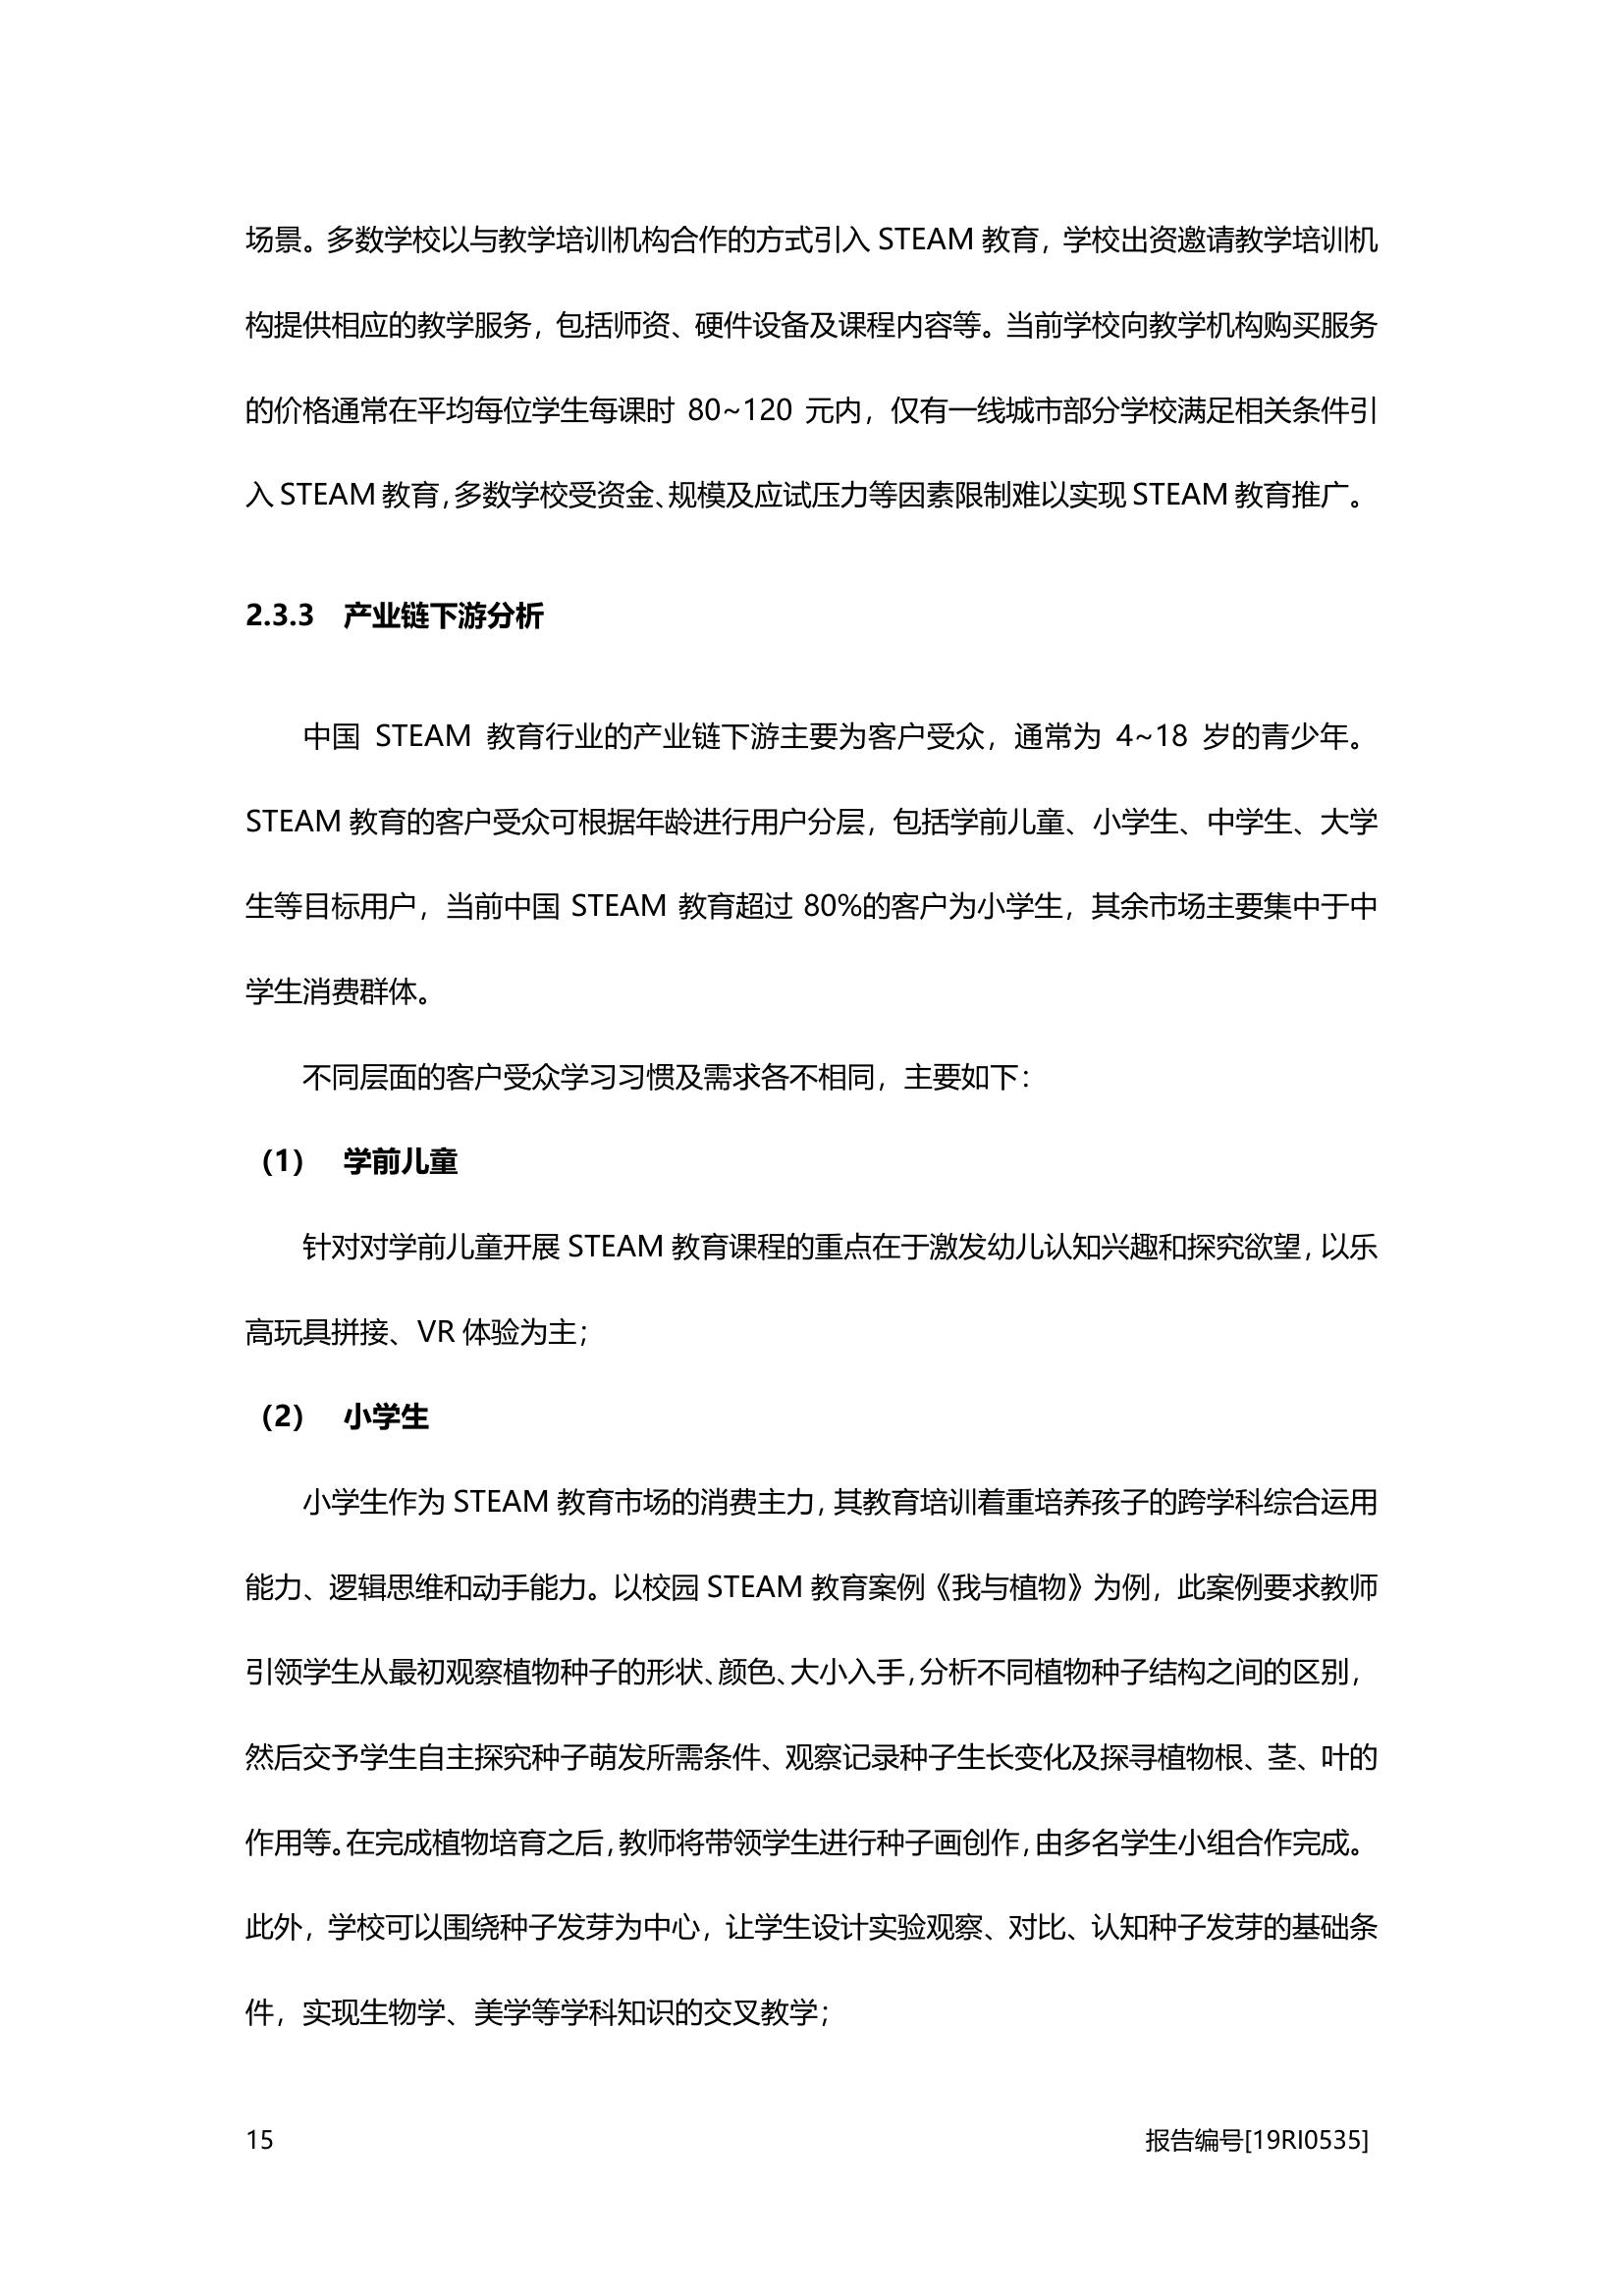 场景。多数学校以与教学培训机构合作的方式引入 STEAM 教育，学校出资邀请教学培训机
构提供相应的教学服务，包括师资、硬件设备及课程内容等。当前学校向教学机构购买服务
的价格通常在平均每位学生每课时 80~120 元内，仅有一线城市部分学校满足相关条件引
入 STEAM 教育，多数学校受资金、规模及应试压力等因素限制难以实现 STEAM 教育推广。
2.3.3 产业链下游分析
中国 STEAM 教育行业的产业链下游主要为客户受众，通常为 4~18 岁的青少年。
STEAM 教育的客户受众可根据年龄进行用户分层，包括学前儿童、小学生、中学生、大学
生等目标用户，当前中国 STEAM 教育超过 80%的客户为小学生，其余市场主要集中于中
学生消费群体。
不同层面的客户受众学习习惯及需求各不相同，主要如下：
（1） 学前儿童
针对对学前儿童开展 STEAM 教育课程的重点在于激发幼儿认知兴趣和探究欲望，以乐
高玩具拼接、VR 体验为主；
（2） 小学生
小学生作为 STEAM 教育市场的消费主力，其教育培训着重培养孩子的跨学科综合运用
能力、逻辑思维和动手能力。以校园 STEAM 教育案例《我与植物》为例，此案例要求教师
引领学生从最初观察植物种子的形状、颜色、大小入手，分析不同植物种子结构之间的区别，
然后交予学生自主探究种子萌发所需条件、观察记录种子生长变化及探寻植物根、茎、叶的
作用等。在完成植物培育之后，教师将带领学生进行种子画创作，由多名学生小组合作完成。
此外，学校可以围绕种子发芽为中心，让学生设计实验观察、对比、认知种子发芽的基础条
件，实现生物学、美学等学科知识的交叉教学；
15 报告编号[19RI0535]